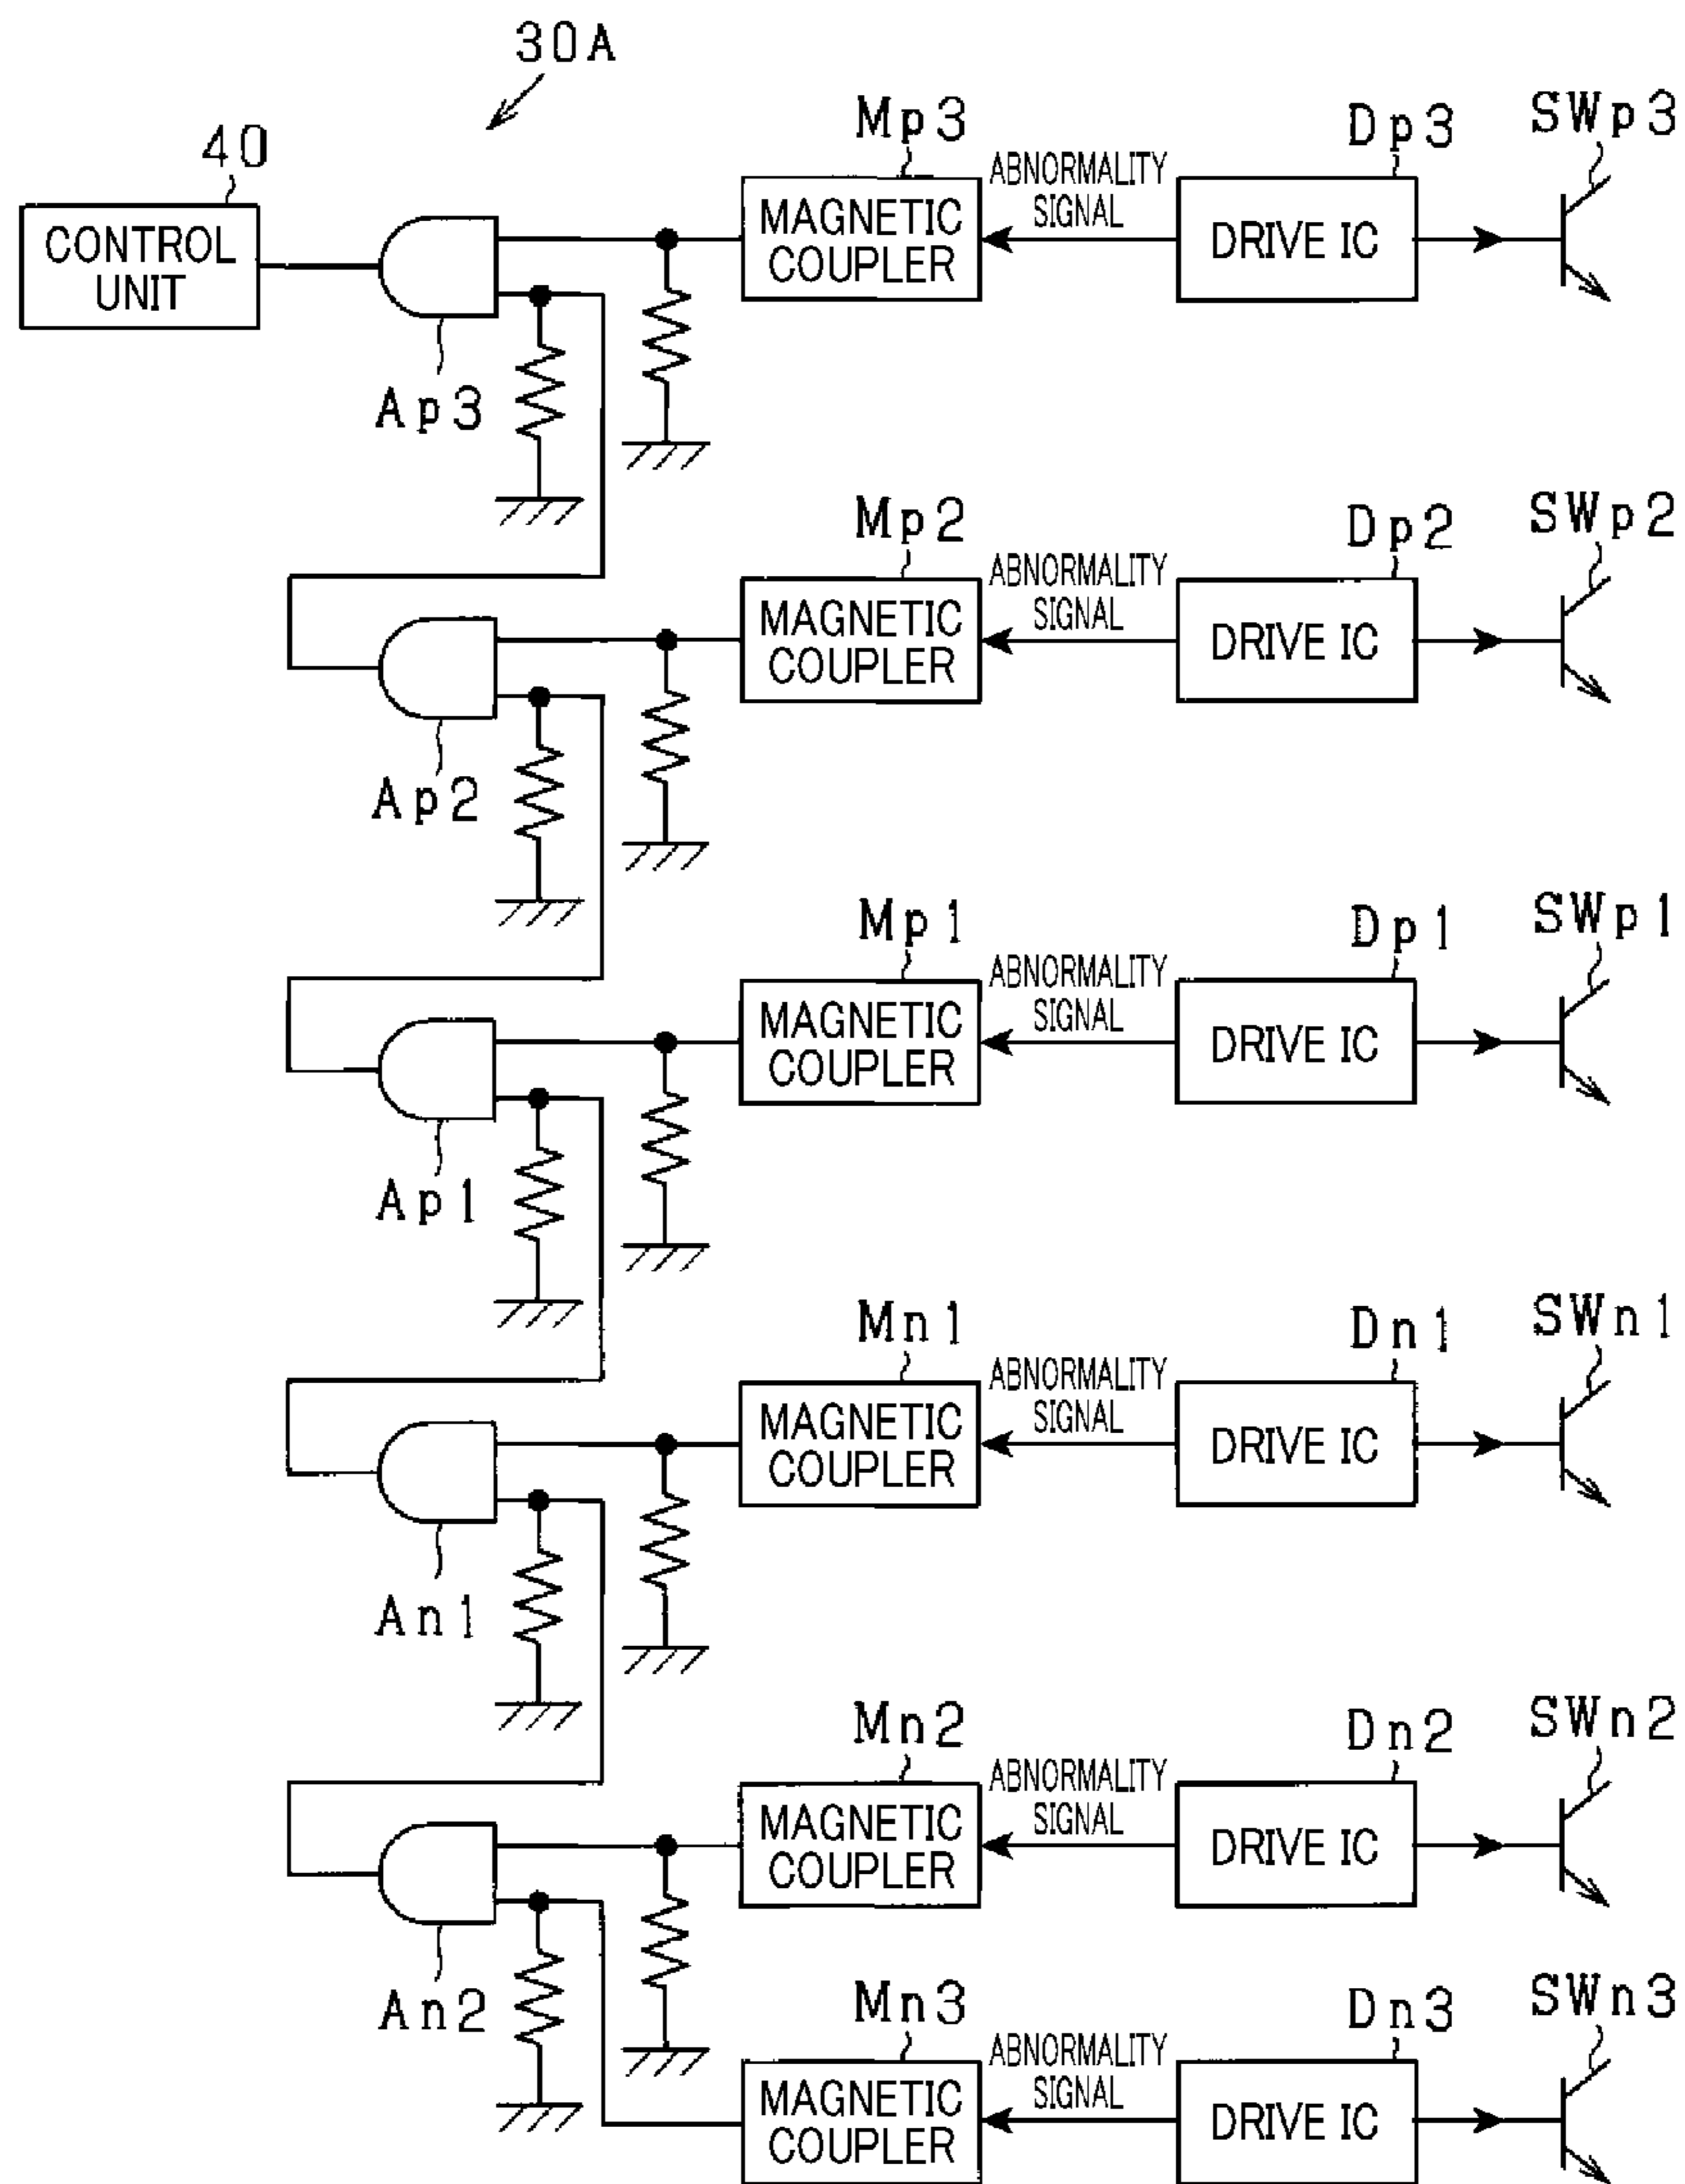 30A
40
CONTROL
UNIT
Ap3
Mp3
MAGNETIC
COUPLER
ABNORMALITY
SIGNAL
Dp3
DRIVE IC
SWp3
Ap2
Mp2
MAGNETIC
COUPLER
ABNORMALITY
SIGNAL
Dp2
DRIVE IC
SWp2
Ap1
Mp1
MAGNETIC
COUPLER
ABNORMALITY
SIGNAL
Dp1
DRIVE IC
SWp1
An1
Mn1
MAGNETIC
COUPLER
ABNORMALITY
SIGNAL
Dn1
DRIVE IC
SWn1
An2
Mn2
MAGNETIC
COUPLER
ABNORMALITY
SIGNAL
Dn2
DRIVE IC
SWn2
Mn3
MAGNETIC
COUPLER
ABNORMALITY
SIGNAL
Dn3
DRIVE IC
SWn3